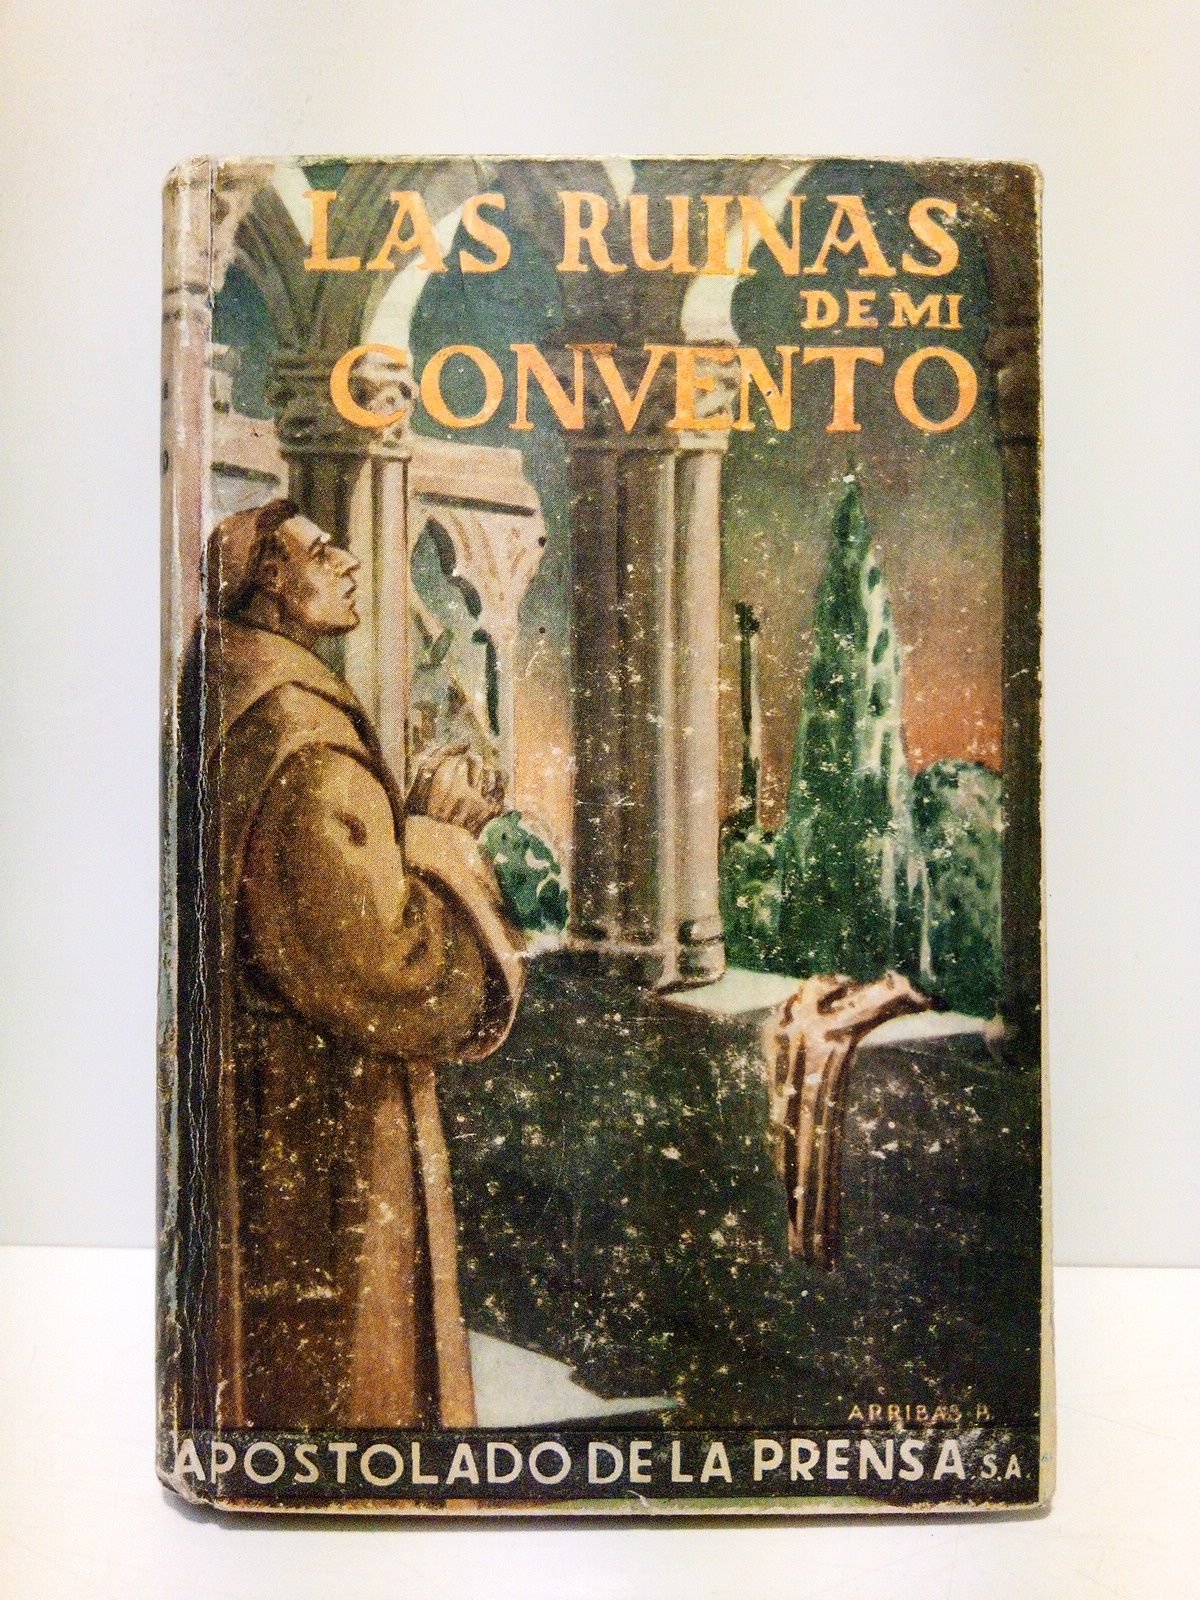 LAS RUINAS
DE MI
CONVENTO
ARRIBAS
APOSTOLADO DE LA PRENSA S.A.